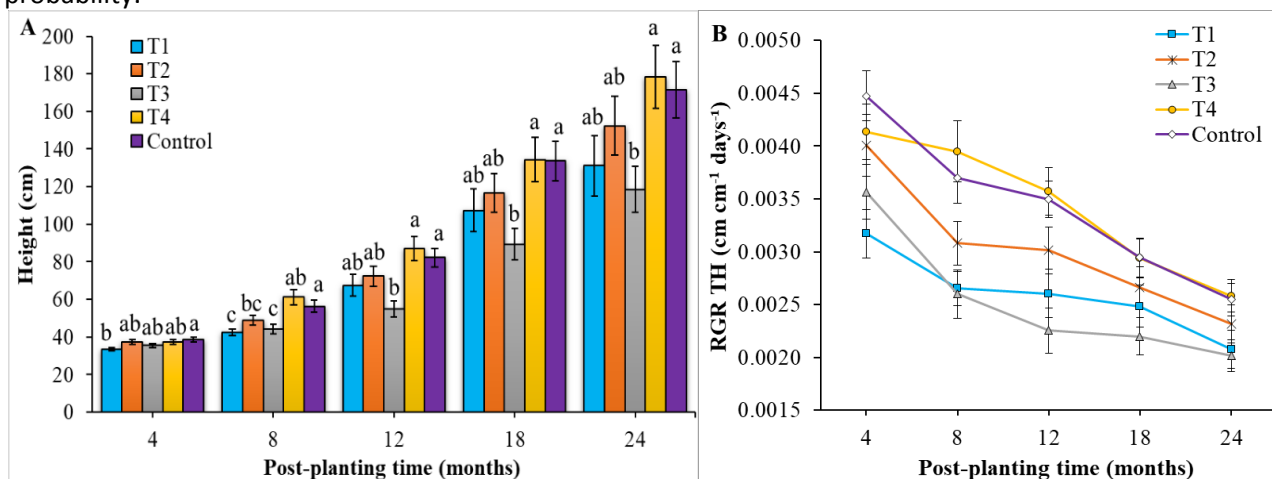 probability.
A
200
180
160
140
120
100
80
60
40
20
0
Height (cm)
T1
T2
T3
T4
Control
b ab ab ab a
c bc c ab a
ab ab b a a
ab ab b a a
ab ab b a a
4 8 12 18 24
Post-planting time (months)
B
0.0050
0.0045
0.0040
0.0035
0.0030
0.0025
0.0020
0.0015
RGR TH (cm cm⁻¹ days⁻¹)
T1
T2
T3
T4
Control
4 8 12 18 24
Post-planting time (months)